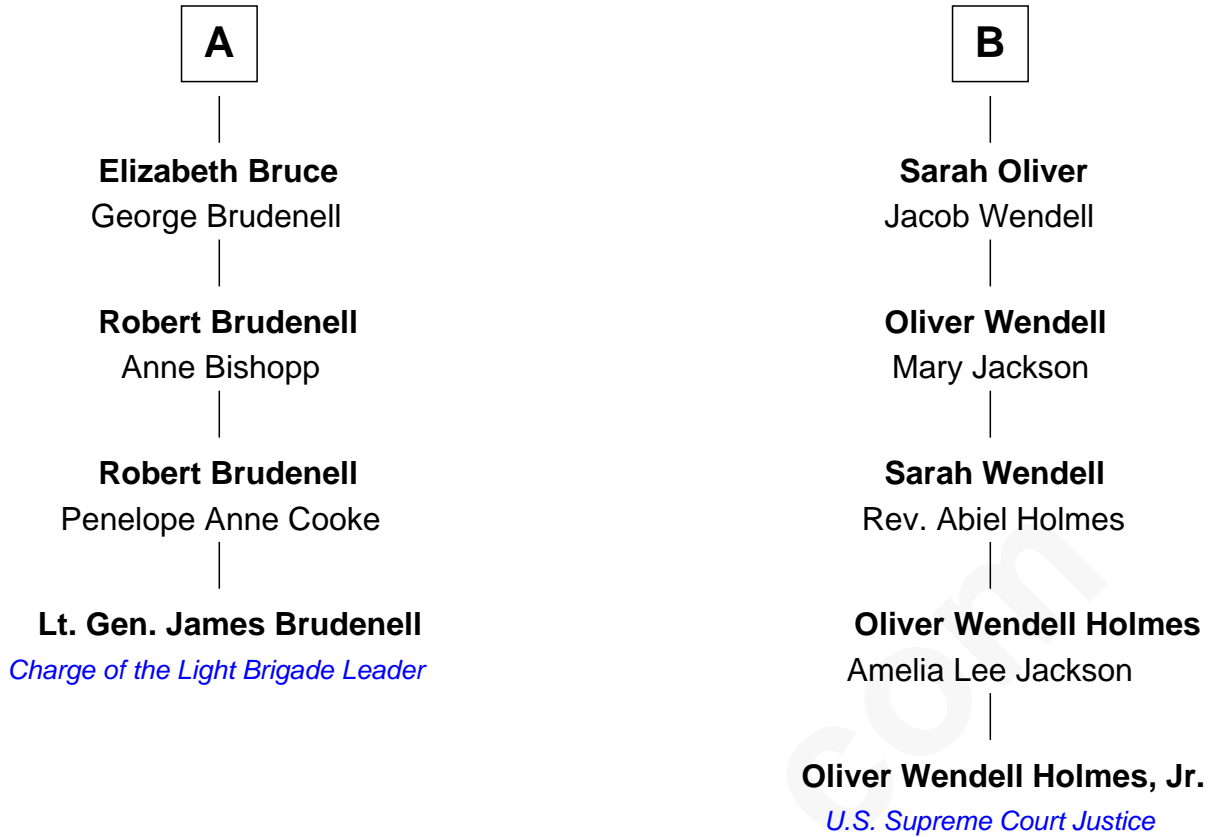 A
Elizabeth Bruce
George Brudenell
Robert Brudenell
Anne Bishopp
Robert Brudenell
Penelope Anne Cooke
Lt. Gen. James Brudenell
Charge of the Light Brigade Leader
B
Sarah Oliver
Jacob Wendell
Oliver Wendell
Mary Jackson
Sarah Wendell
Rev. Abiel Holmes
Oliver Wendell Holmes
Amelia Lee Jackson
Oliver Wendell Holmes, Jr.
U.S. Supreme Court Justice
com